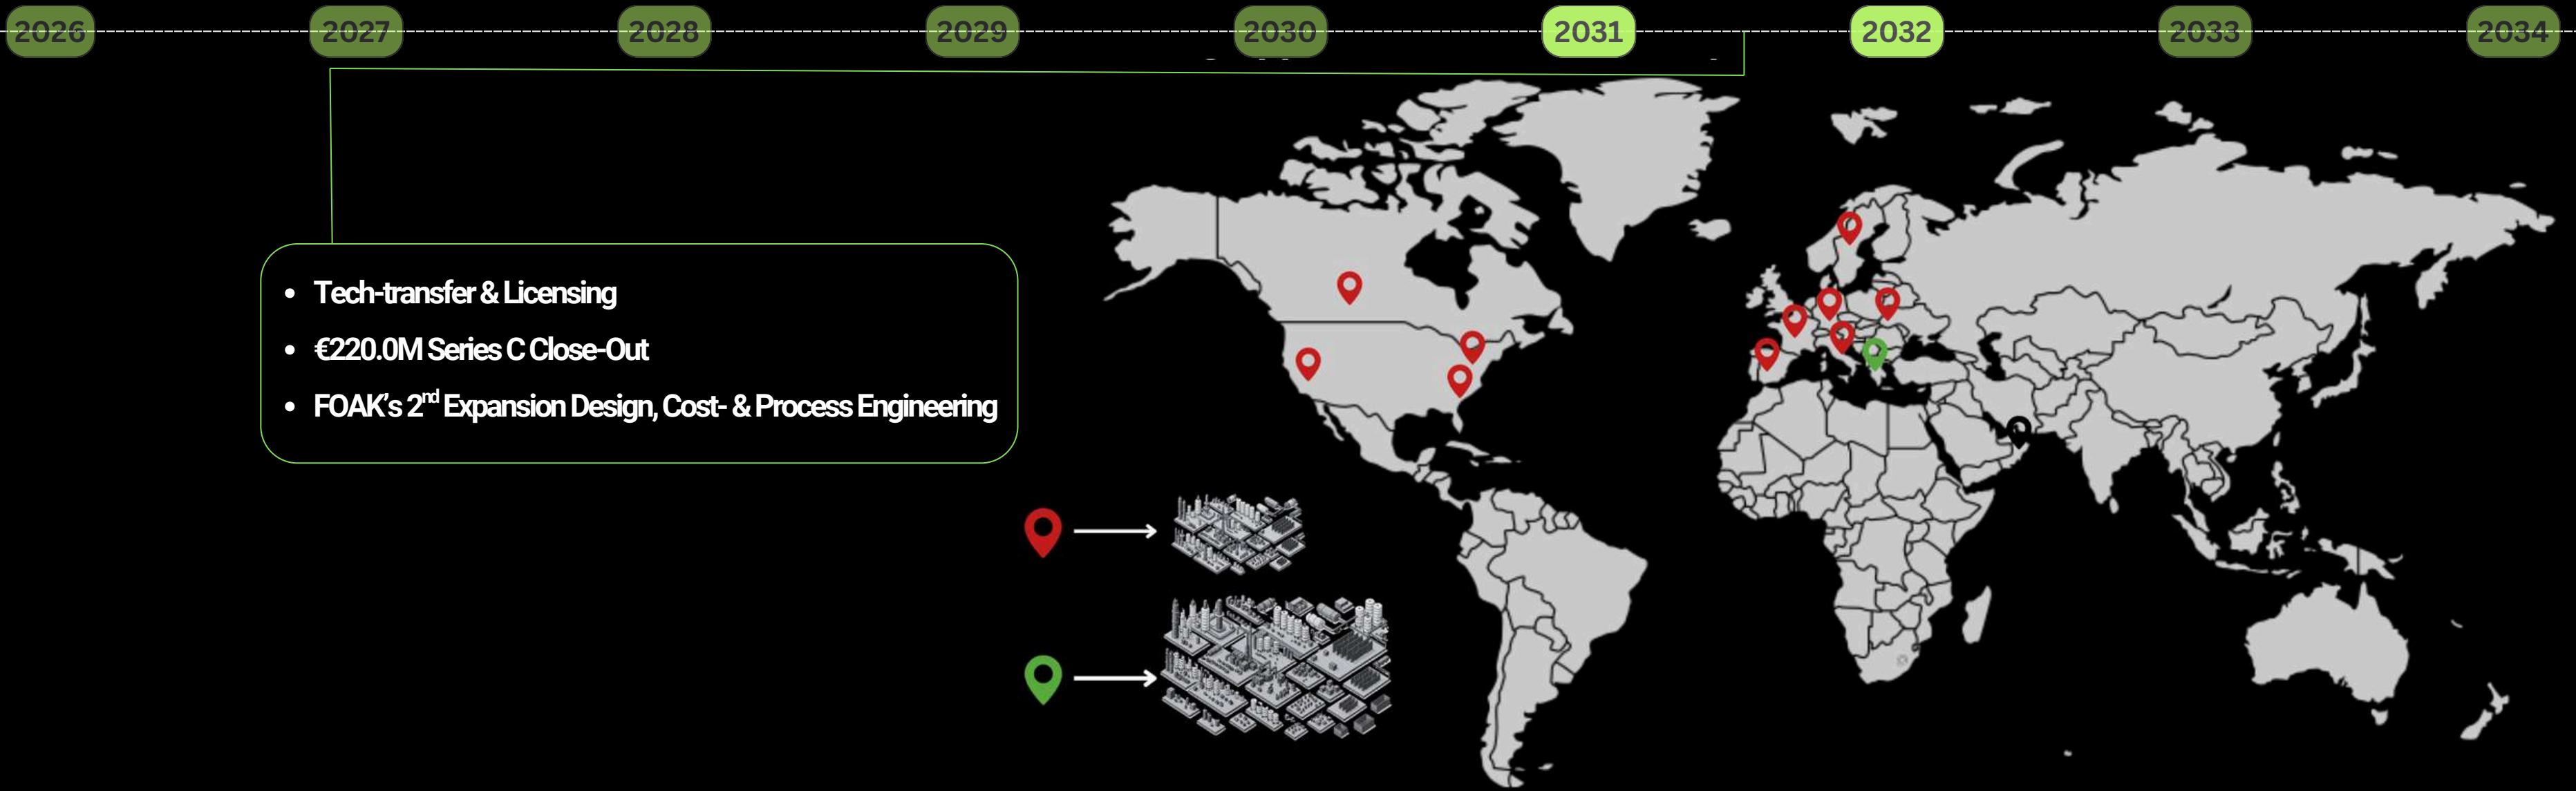 2026 2027 2028 2029 2030 2031 2032 2033 2034
• Tech-transfer & Licensing
• €220.0M Series C Close-Out
• FOAK's 2nd Expansion Design, Cost- & Process Engineering